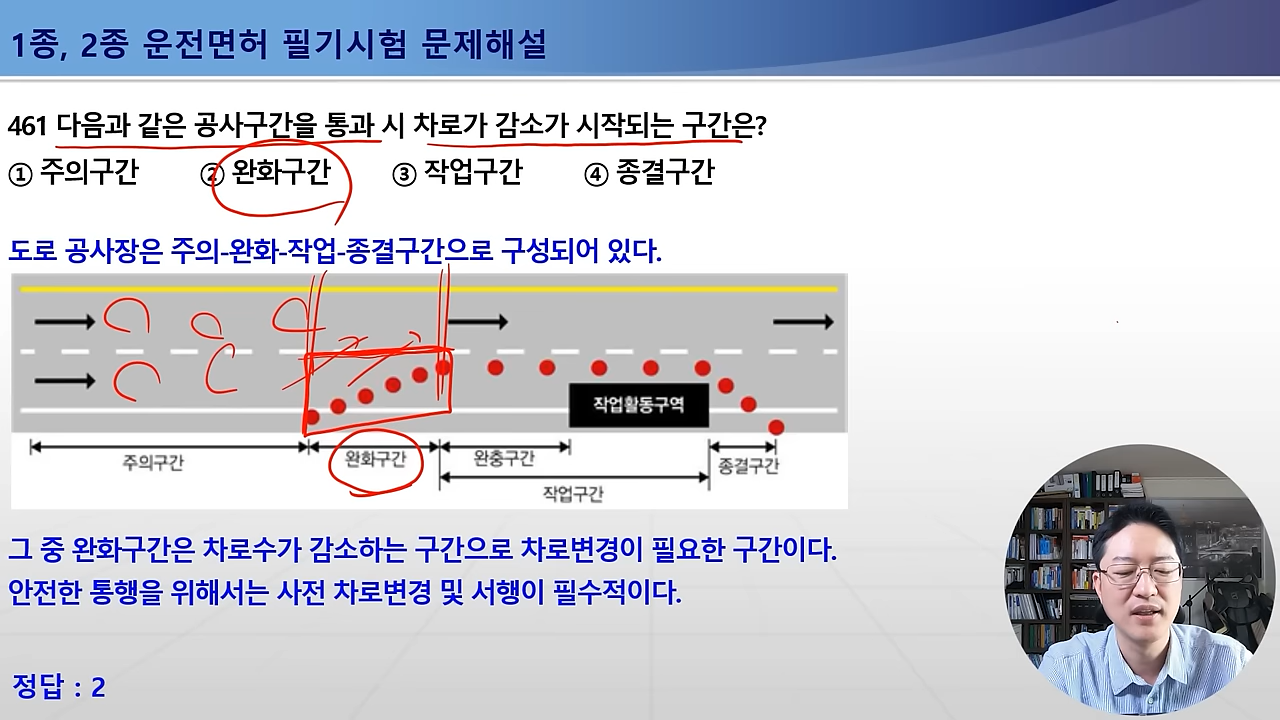 1종, 2종 운전면허 필기시험 문제해설
461 다음과 같은 공사구간을 통과 시 차로가 감소가 시작되는 구간은?
① 주의구간 ② 완화구간 ③ 작업구간 ④ 종결구간
도로 공사장은 주의-완화-작업-종결구간으로 구성되어 있다.
작업활동구역
주의구간 완화구간 완충구간 종결구간
작업구간
그 중 완화구간은 차로수가 감소하는 구간으로 차로변경이 필요한 구간이다.
안전한 통행을 위해서는 사전 차로변경 및 서행이 필수적이다.
정답 : 2